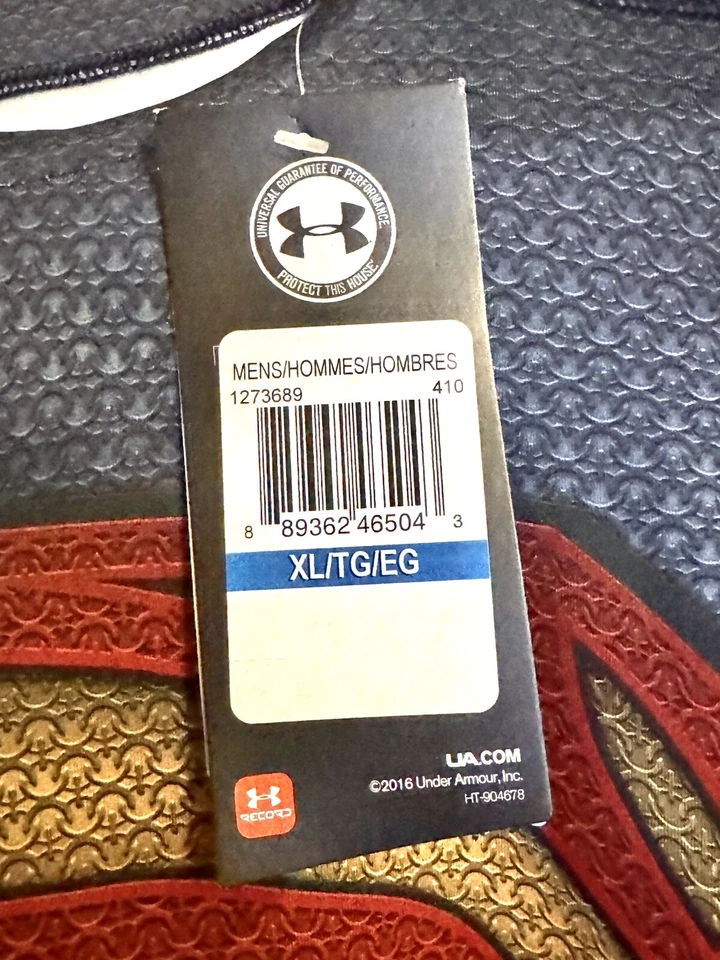 UNIVERSAL GUARANTEE OF PERFORMANCE.
PROTECT THIS HOUSE
MENS/HOMMES/HOMBRES
1273689 410
8 89362 46504 3
XL/TG/EG
UA.COM
©2016 Under Armour, Inc.
HT-904678
RECORD